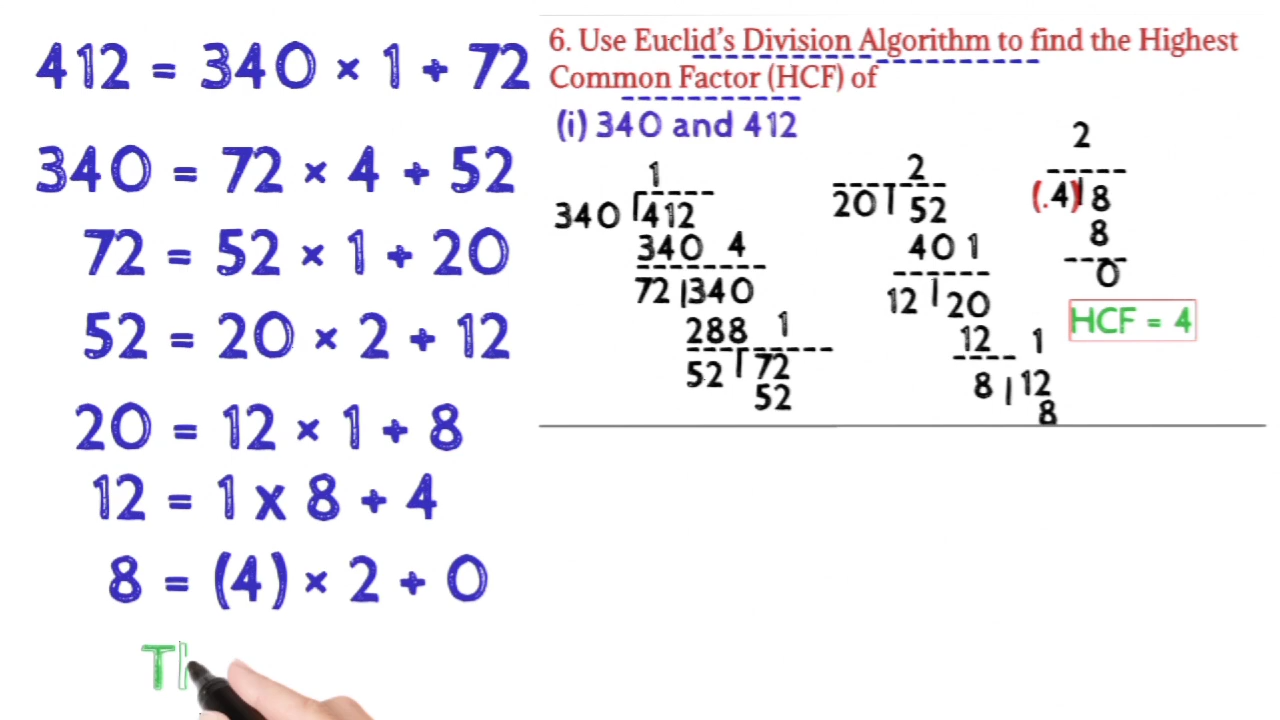 412 = 340 × 1 + 72
340 = 72 × 4 + 52
72 = 52 × 1 + 20
52 = 20 × 2 + 12
20 = 12 × 1 + 8
12 = 1 x 8 + 4
8 = (4) × 2 + 0
Th
6. Use Euclid's Division Algorithm to find the Highest
Common Factor (HCF) of
(i) 340 and 412
1
340 412
340 4
72 340
288 1
52 72
52
2
20 52
40 1
12 20
12 1
8 12
8
2
(.4) 8
8
0
HCF = 4